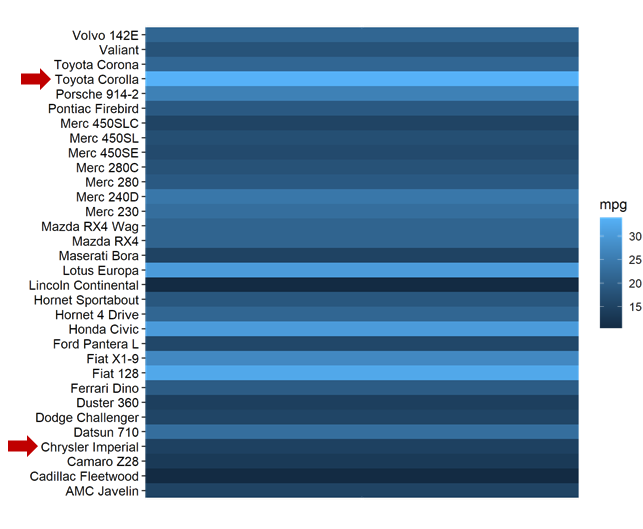 Volvo 142E
Valiant
Toyota Corona
Toyota Corolla
Porsche 914-2
Pontiac Firebird
Merc 450SLC
Merc 450SL
Merc 450SE
Merc 280C
Merc 280
Merc 240D
Merc 230
Mazda RX4 Wag
Mazda RX4
Maserati Bora
Lotus Europa
Lincoln Continental
Hornet Sportabout
Hornet 4 Drive
Honda Civic
Ford Pantera L
Fiat X1-9
Fiat 128
Ferrari Dino
Duster 360
Dodge Challenger
Datsun 710
Chrysler Imperial
Camaro Z28
Cadillac Fleetwood
AMC Javelin
mpg
30
25
20
15